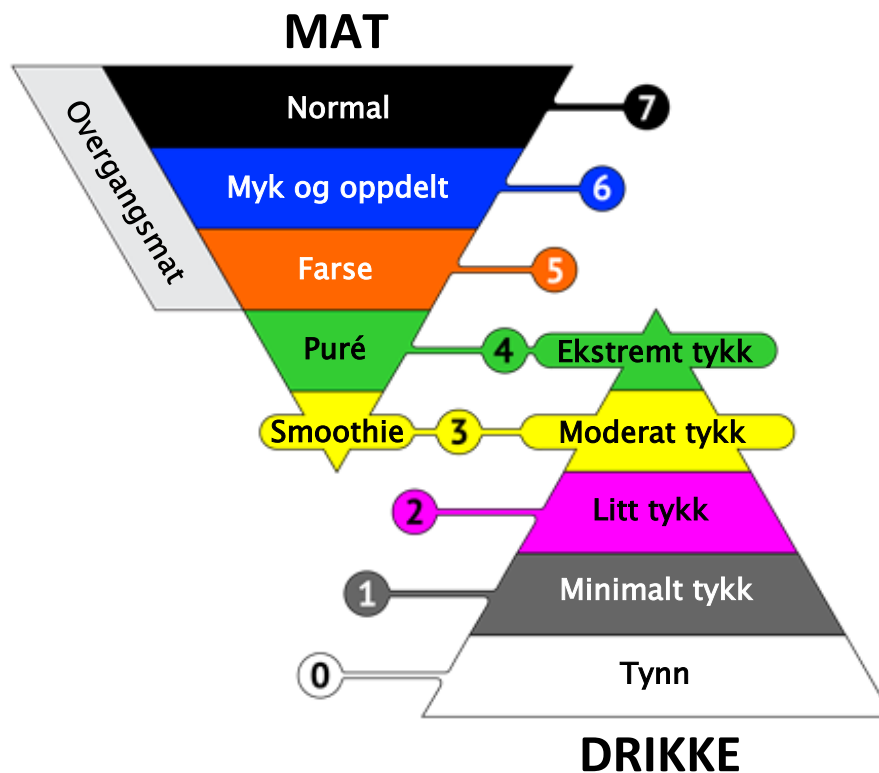 MAT
Overgangsmat
Normal
7
Myk og oppdelt
6
Farse
5
Puré
4
Ekstremt tykk
Smoothie
3
Moderat tykk
2
Litt tykk
1
Minimalt tykk
0
Tynn
DRIKKE